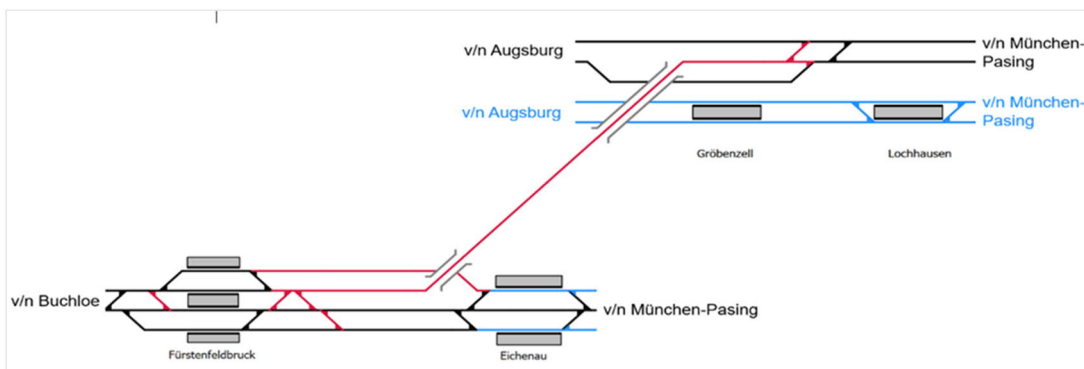 v/n Augsburg
v/n München-
Pasing
v/n Augsburg
v/n München-
Pasing
Gröbenzell
Lochhausen
v/n Buchloe
v/n München-Pasing
Fürstenfeldbruck
Eichenau